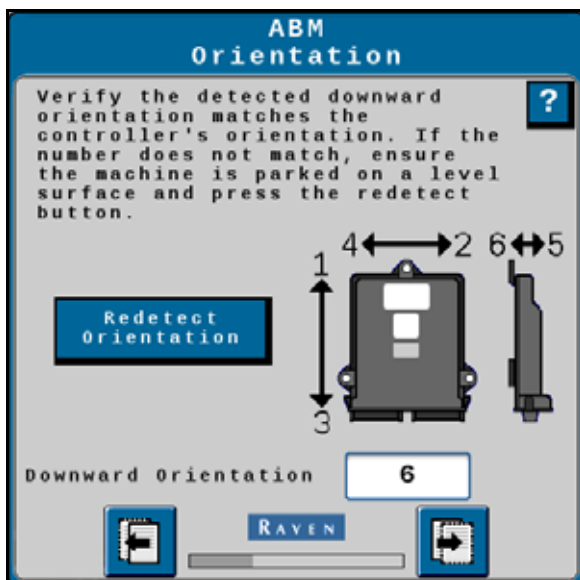 ABM
Orientation
Verify the detected downward
orientation matches the
controller's orientation. If the
number does not match, ensure
the machine is parked on a level
surface and press the redetect
button.
?
4 2 6 5
1
Redetect
Orientation
3
Downward Orientation 6
RAVEN